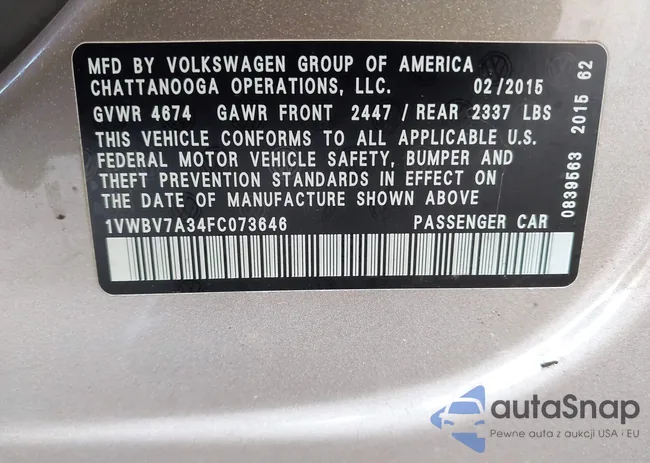 MFD BY VOLKSWAGEN GROUP OF AMERICA
CHATTANOOGA OPERATIONS, LLC. 02/2015
GVWR 4674 GAWR FRONT 2447 / REAR 2337 LBS
THIS VEHICLE CONFORMS TO ALL APPLICABLE U.S.
FEDERAL MOTOR VEHICLE SAFETY, BUMPER AND
THEFT PREVENTION STANDARDS IN EFFECT ON
THE DATE OF MANUFACTURE SHOWN ABOVE
1VWBV7A34FC073646 PASSENGER CAR
0839563 2015 62
autoSnap
Pewne auta z aukcji USA i EU